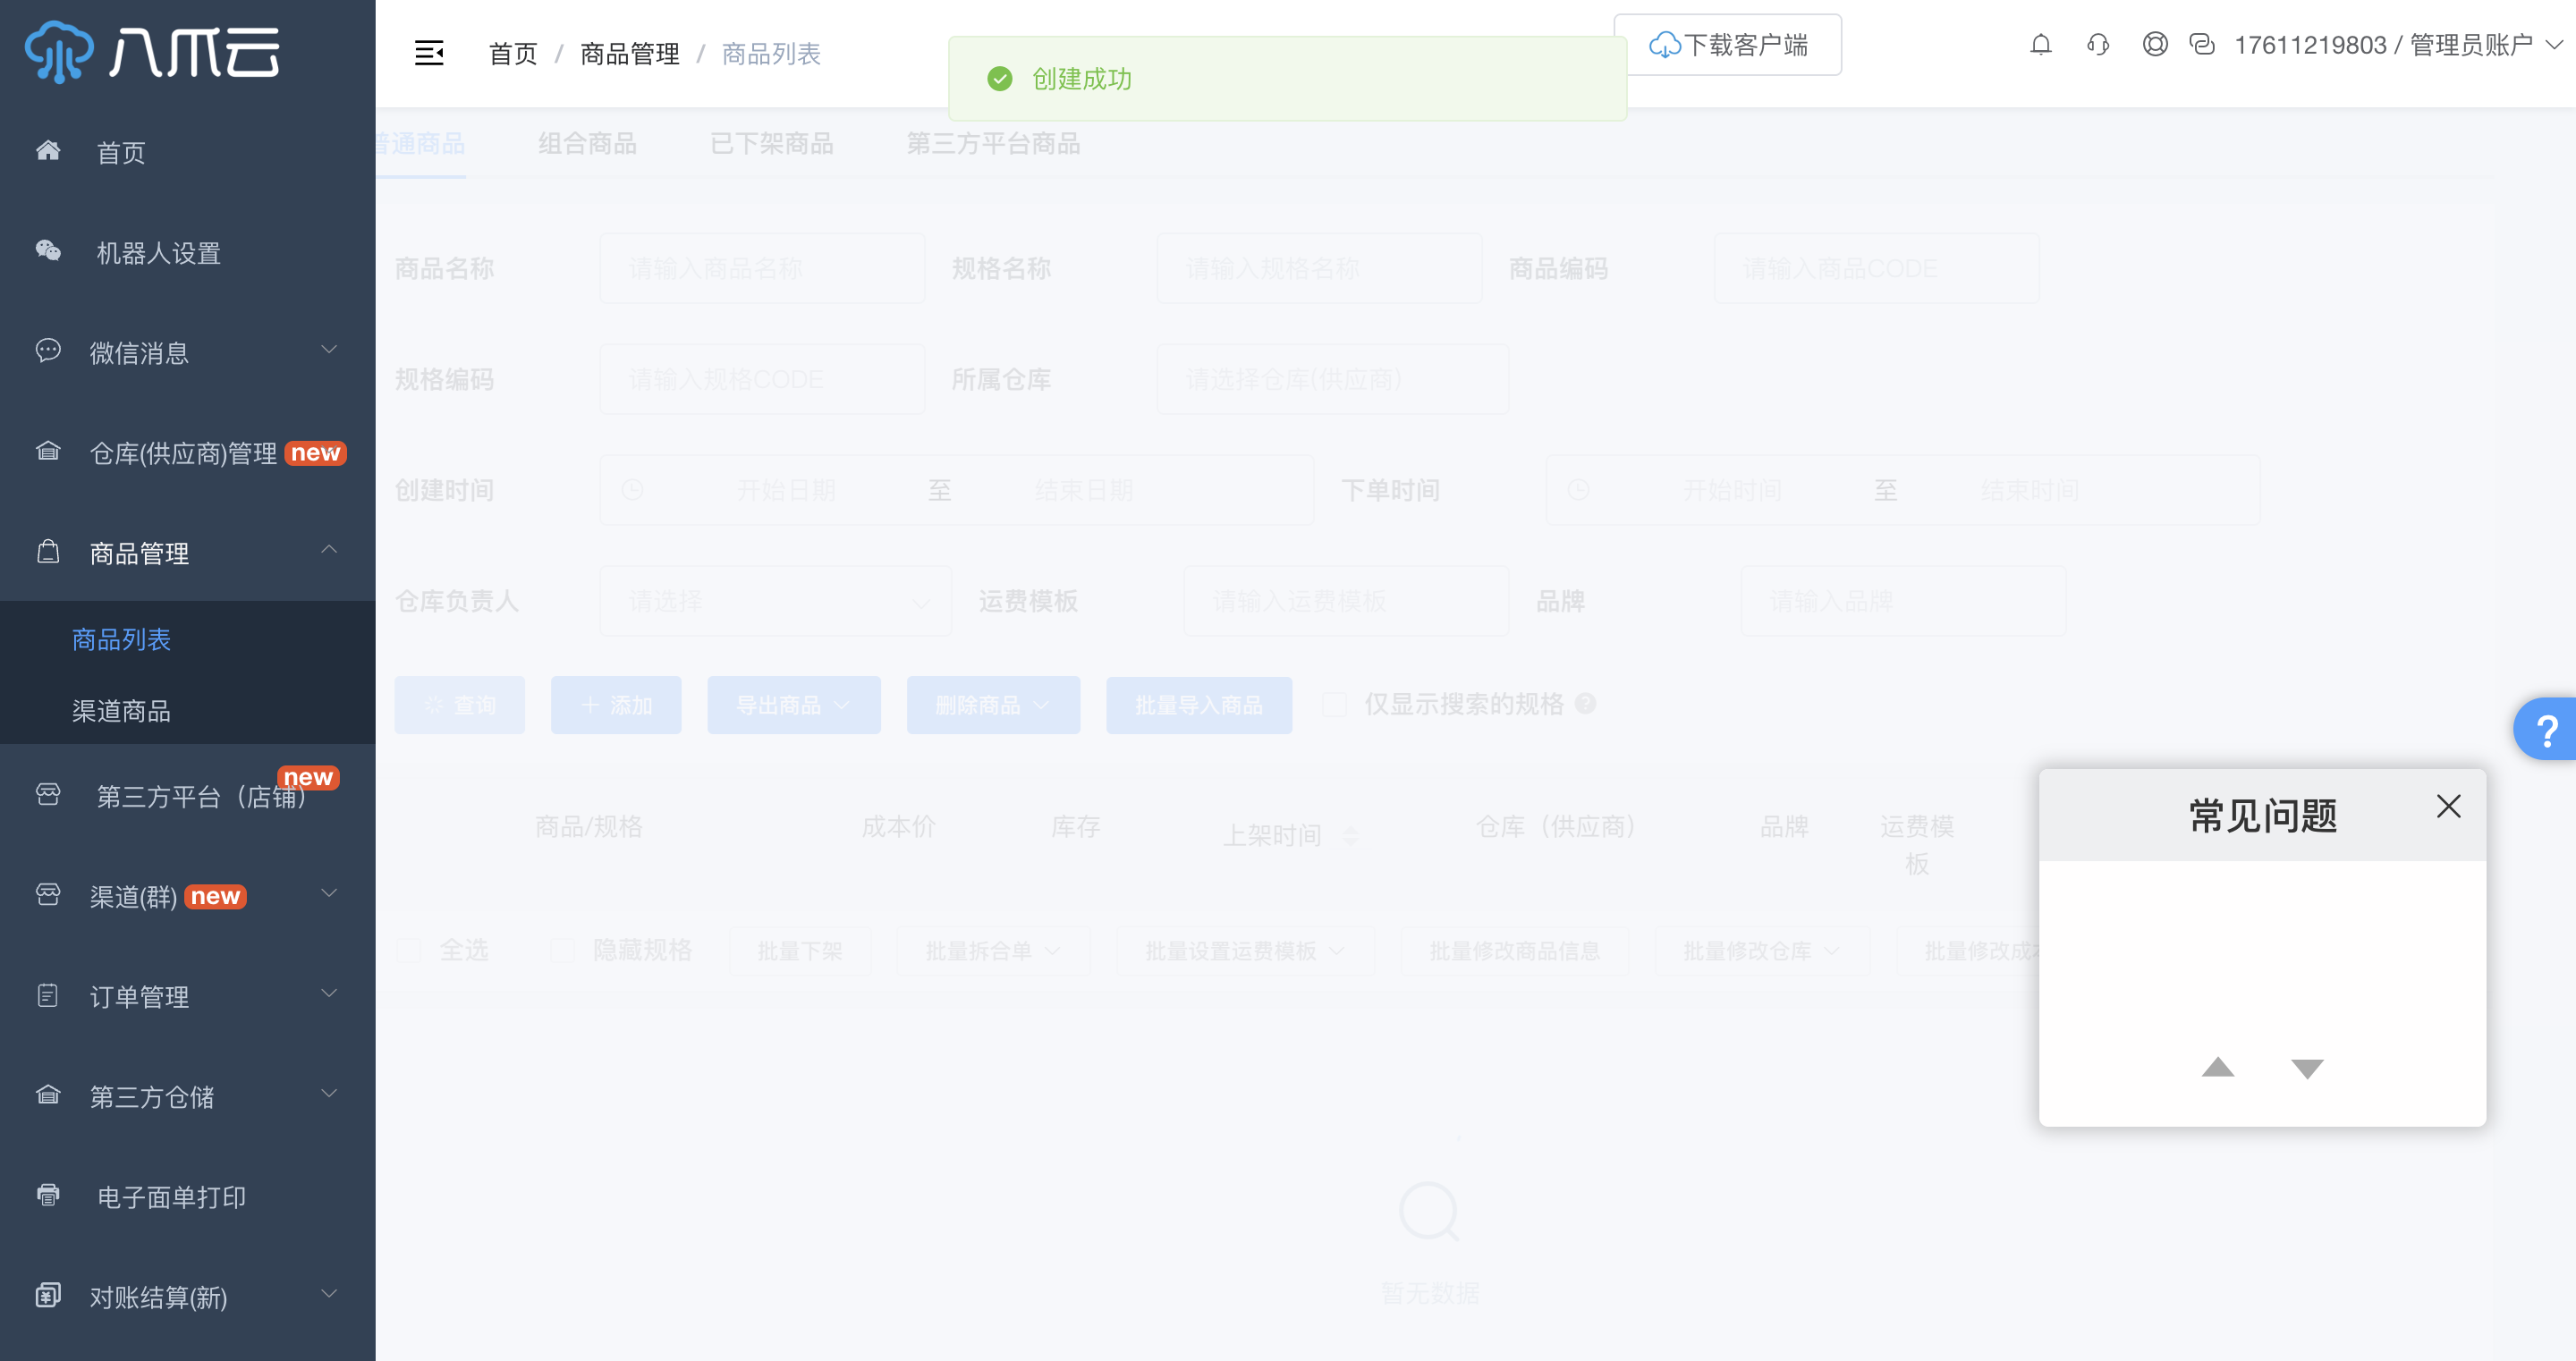 八爪云
首页
机器人设置
微信消息
仓库(供应商)管理 new
商品管理
商品列表
渠道商品
第三方平台（店铺） new
渠道(群) new
订单管理
第三方仓储
电子面单打印
对账结算(新)
首页 / 商品管理 / 商品列表
创建成功
下载客户端
17611219803 / 管理员账户
普通商品 组合商品 已下架商品 第三方平台商品
商品名称 请输入商品名称 规格名称 请输入规格名称 商品编码 请输入商品CODE
规格编码 请输入规格CODE 所属仓库 请选择仓库(供应商)
创建时间 开始日期 至 结束日期 下单时间 开始时间 至 结束时间
仓库负责人 请选择 运费模板 请输入运费模板 品牌 请输入品牌
查询 添加 导出商品 删除商品 批量导入商品 仅显示搜索的规格 ?
商品/规格 成本价 库存 上架时间 仓库（供应商） 品牌 运费模
板
全选 隐藏规格 批量下架 批量拆合单 批量设置运费模板 批量修改商品信息 批量修改仓库 批量修改成
暂无数据
?
常见问题